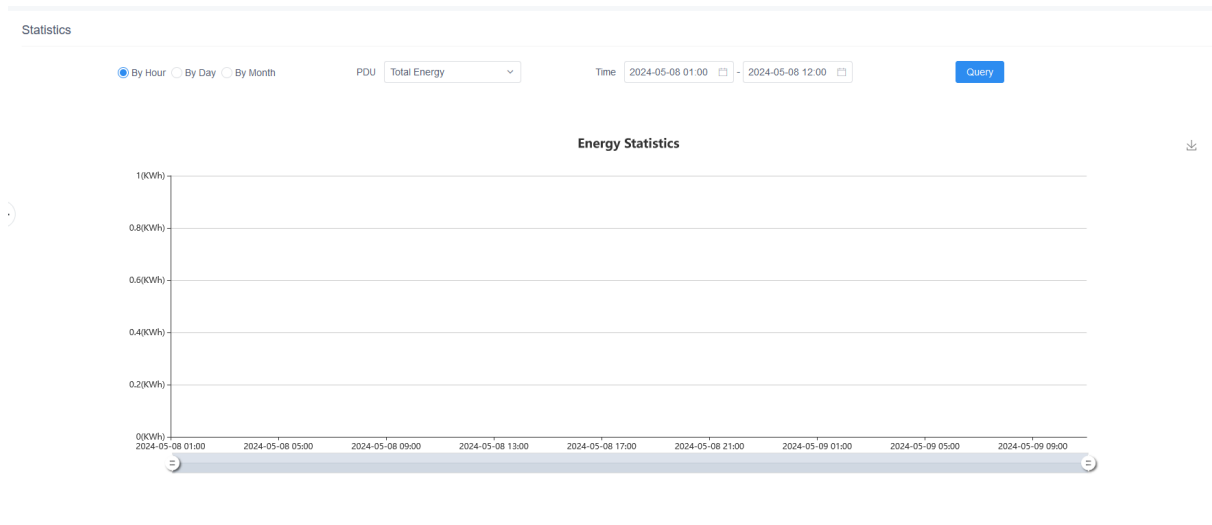 Statistics
By Hour By Day By Month PDU Total Energy Time 2024-05-08 01:00 - 2024-05-08 12:00 Query
Energy Statistics
1(KWh)
0.8(KWh)
0.6(KWh)
0.4(KWh)
0.2(KWh)
0(KWh)
2024-05-08 01:00 2024-05-08 05:00 2024-05-08 09:00 2024-05-08 13:00 2024-05-08 17:00 2024-05-08 21:00 2024-05-09 01:00 2024-05-09 05:00 2024-05-09 09:00